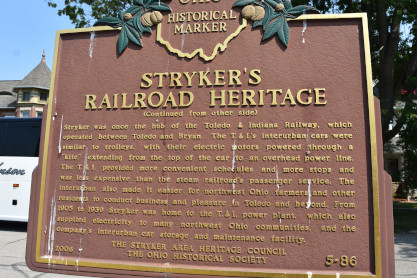 OHIO
HISTORICAL
MARKER
STRYKER'S
RAILROAD HERITAGE
(Continued from other side)
Stryker was once the hub of the Toledo & Indiana Railway, which
operated between Toledo and Bryan. The T.&I.'s interurban cars were
similar to trolleys, with their electric motors powered through a
"kite" extending from the top of the car to an overhead power line.
The T.&I. provided more convenient schedules and more stops and
was less expensive than the steam railroad's passenger service. The
interurban also made it easier for northwest Ohio farmers and other
residents to conduct business and pleasure in Toledo and beyond. From
1905 to 1939 Stryker was home to the T.&I. power plant, which also
supplied electricity to many northwest Ohio communities, and the
company's interurban car storage and maintenance facility.
THE STRYKER AREA HERITAGE COUNCIL
2006 THE OHIO HISTORICAL SOCIETY 5-86